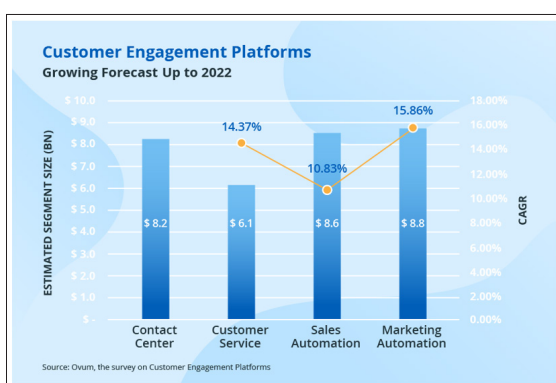 Customer Engagement Platforms
Growing Forecast Up to 2022
ESTIMATED SEGMENT SIZE (BN)
$ 10.0
$ 9.0
$ 8.0
$ 7.0
$ 6.0
$ 5.0
$ 4.0
$ 3.0
$ 2.0
$ 1.0
$ -
14.37%
10.83%
15.86%
$ 8.2
$ 6.1
$ 8.6
$ 8.8
18.00%
16.00%
14.00%
12.00%
10.00%
8.00%
6.00%
4.00%
2.00%
0.00%
CAGR
Contact
Center
Customer
Service
Sales
Automation
Marketing
Automation
Source: Ovum, the survey on Customer Engagement Platforms